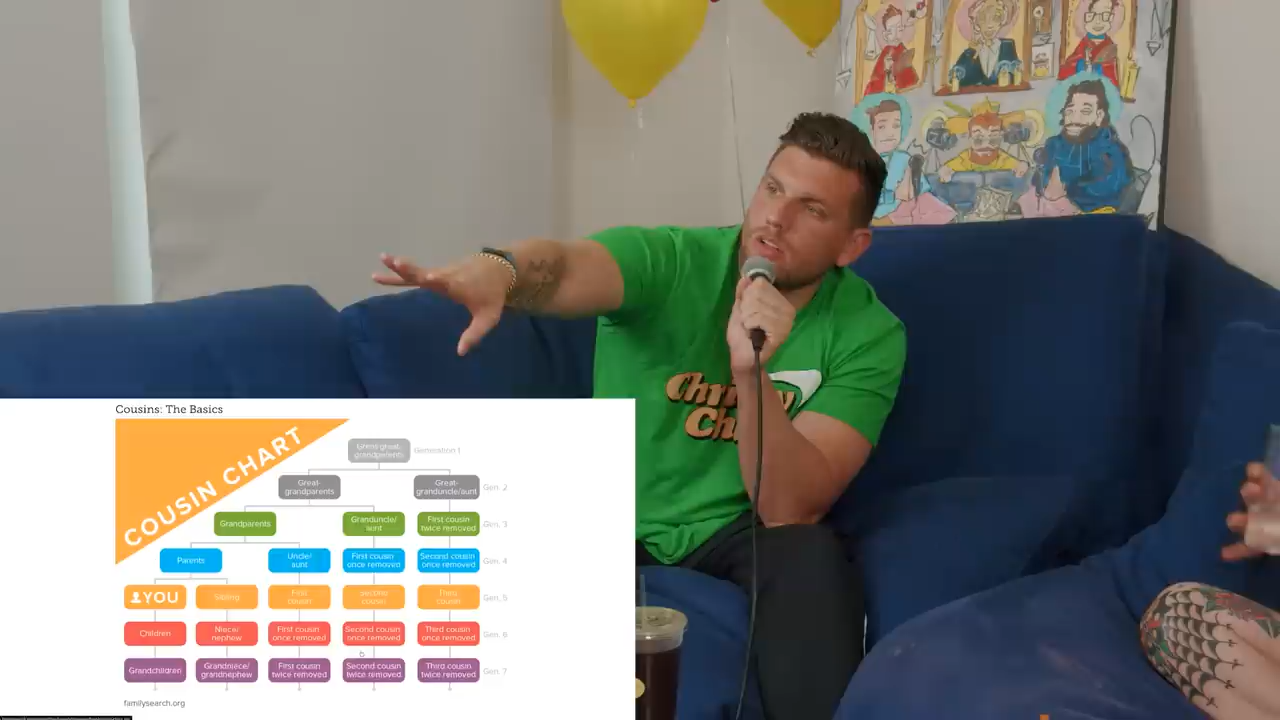 Cousins: The Basics
COUSIN CHART
Great great-
grandparents
Generation 1
Great-
grandparents
Great-
granduncle/aunt
Gen. 2
Grandparents
Granduncle/
aunt
First cousin
twice removed
Gen. 3
Parents
Uncle/
aunt
First cousin
once removed
Second cousin
once removed
Gen. 4
YOU
Sibling
First
cousin
Second
cousin
Third
cousin
Gen. 5
Children
Niece/
nephew
First cousin
once removed
Second cousin
once removed
Third cousin
once removed
Gen. 6
Grandchildren
Grandniece/
grandnephew
First cousin
twice removed
Second cousin
twice removed
Third cousin
twice removed
Gen. 7
familysearch.org